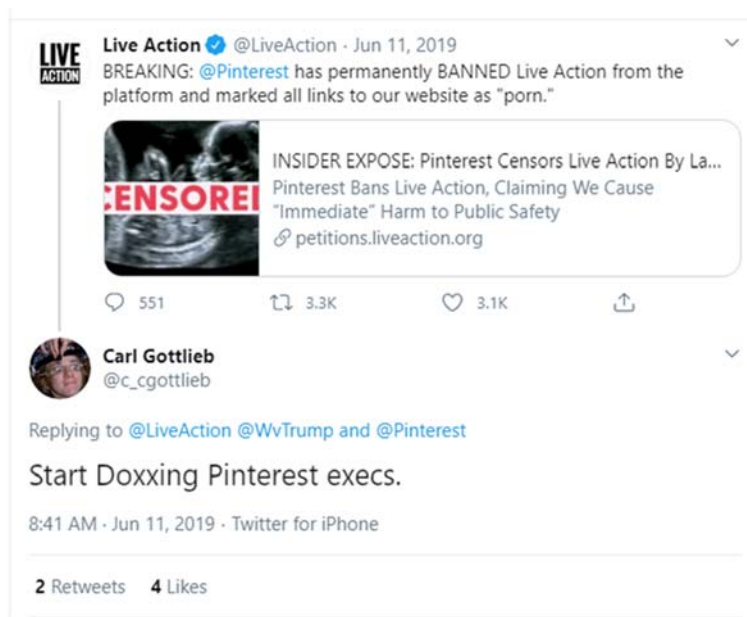 LIVE
ACTION
Live Action @LiveAction · Jun 11, 2019
BREAKING: @Pinterest has permanently BANNED Live Action from the
platform and marked all links to our website as "porn."
CENSORE
INSIDER EXPOSE: Pinterest Censors Live Action By La...
Pinterest Bans Live Action, Claiming We Cause
"Immediate" Harm to Public Safety
petitions.liveaction.org
551 3.3K 3.1K
Carl Gottlieb
@c_cgottlieb
Replying to @LiveAction @WvTrump and @Pinterest
Start Doxxing Pinterest execs.
8:41 AM · Jun 11, 2019 · Twitter for iPhone
2 Retweets 4 Likes